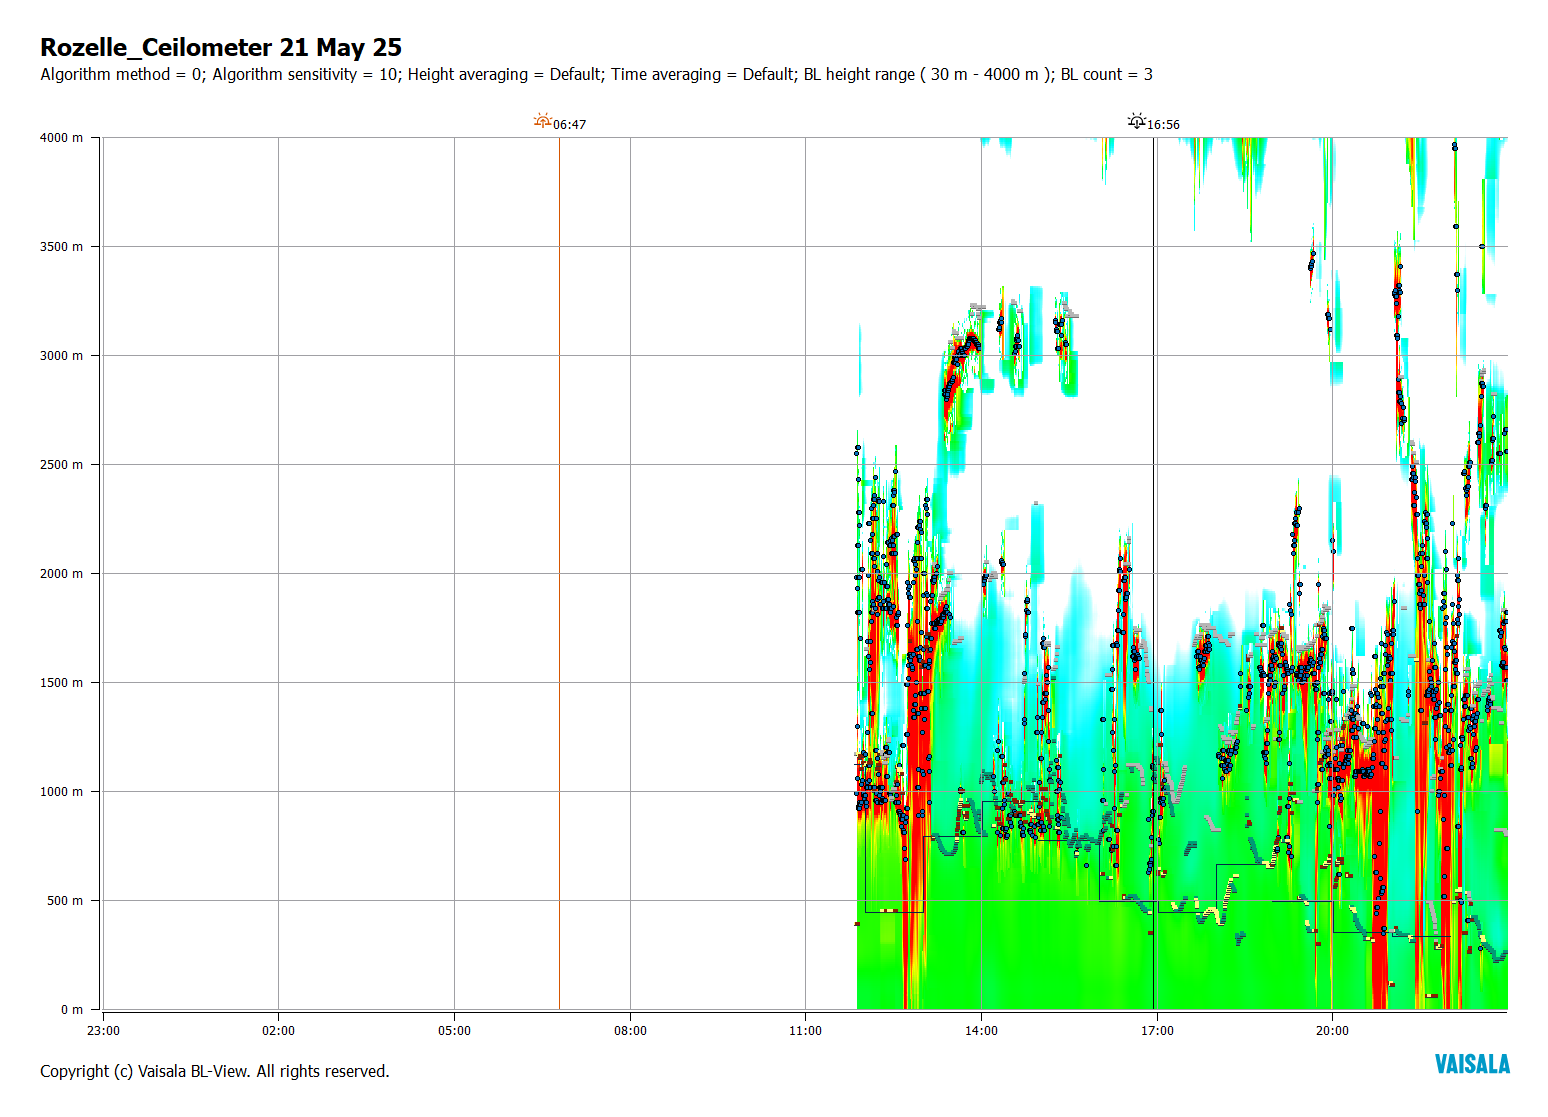 Rozelle_Ceilometer 21 May 25
Algorithm method = 0; Algorithm sensitivity = 10; Height averaging = Default; Time averaging = Default; BL height range ( 30 m - 4000 m ); BL count = 3
06:47
16:56
4000 m
3500 m
3000 m
2500 m
2000 m
1500 m
1000 m
500 m
0 m
23:00 02:00 05:00 08:00 11:00 14:00 17:00 20:00
Copyright (c) Vaisala BL-View. All rights reserved.
VAISALA